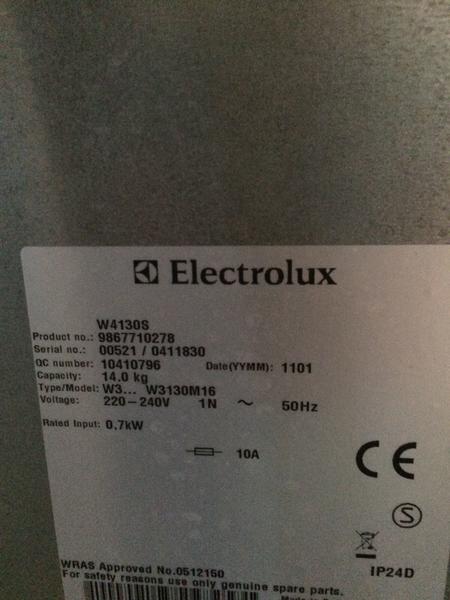 Electrolux
W4130S
Product no.: 9867710278
Serial no.: 00521 / 0411830
QC number: 10410796 Date(YYMM): 1101
Capacity: 14.0 kg
Type/Model: W3... W3130M16
Voltage: 220-240V 1N ~ 50Hz
Rated Input: 0,7kW
10A
CE
S
IP24D
WRAS Approved No.0512150
For safety reasons use only genuine spare parts.
Made in